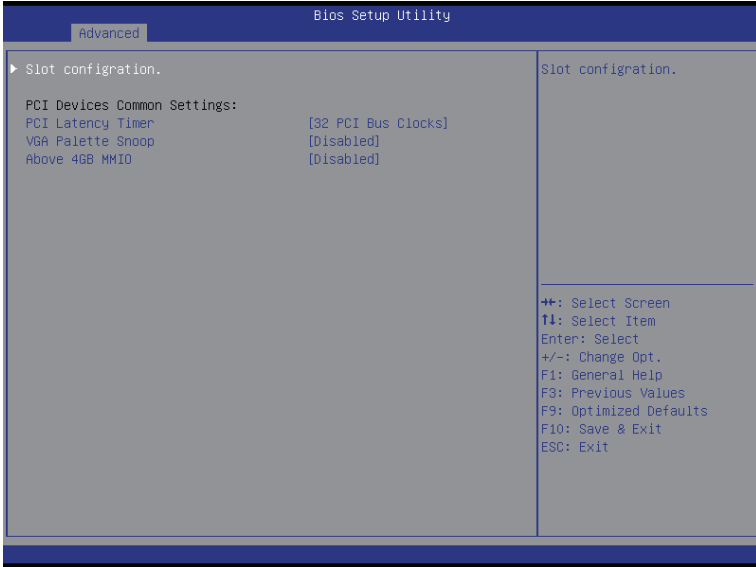 Bios Setup Utility
Advanced
Slot configration.
PCI Devices Common Settings:
PCI Latency Timer [32 PCI Bus Clocks]
VGA Palette Snoop [Disabled]
Above 4GB MMIO [Disabled]
Slot configration.
→←: Select Screen
↑↓: Select Item
Enter: Select
+/-: Change Opt.
F1: General Help
F3: Previous Values
F9: Optimized Defaults
F10: Save & Exit
ESC: Exit